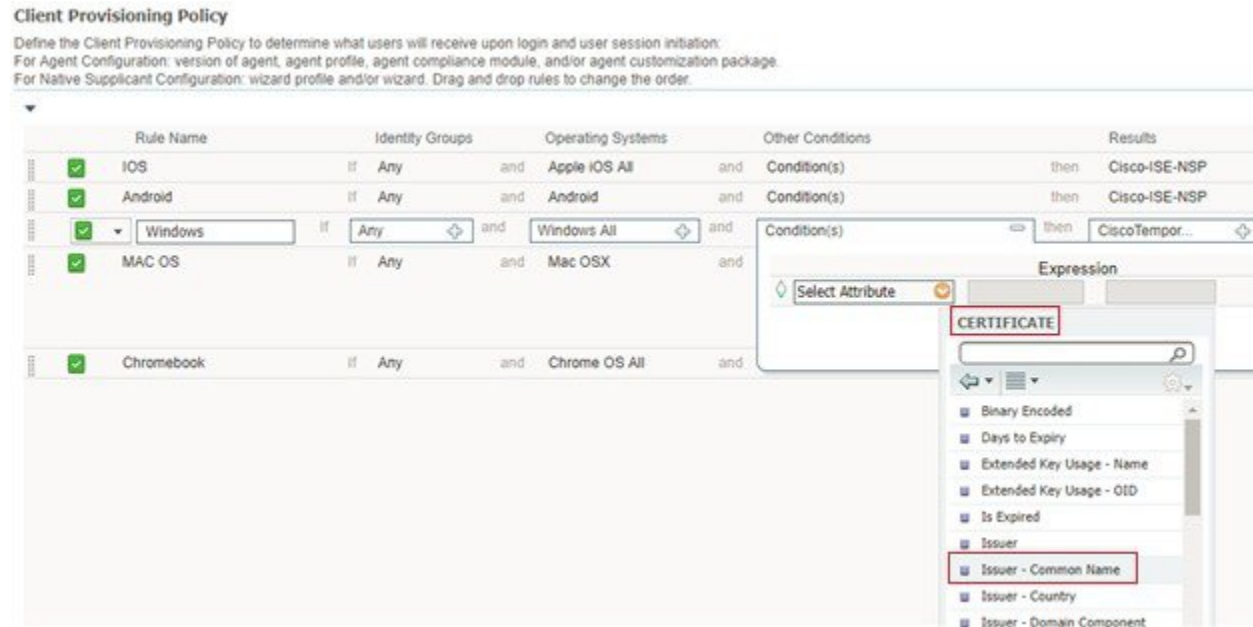 Client Provisioning Policy
Define the Client Provisioning Policy to determine what users will receive upon login and user session initiation:
For Agent Configuration: version of agent, agent profile, agent compliance module, and/or agent customization package.
For Native Supplicant Configuration: wizard profile and/or wizard. Drag and drop rules to change the order.
Rule Name Identity Groups Operating Systems Other Conditions Results
IOS If Any and Apple iOS All and Condition(s) then Cisco-ISE-NSP
Android If Any and Android and Condition(s) then Cisco-ISE-NSP
Windows If Any and Windows All and Condition(s) then CiscoTempor...
MAC OS If Any and Mac OSX and
Expression
Select Attribute
CERTIFICATE
Chromebook If Any and Chrome OS All and
Binary Encoded
Days to Expiry
Extended Key Usage - Name
Extended Key Usage - OID
Is Expired
Issuer
Issuer - Common Name
Issuer - Country
Issuer - Domain Component